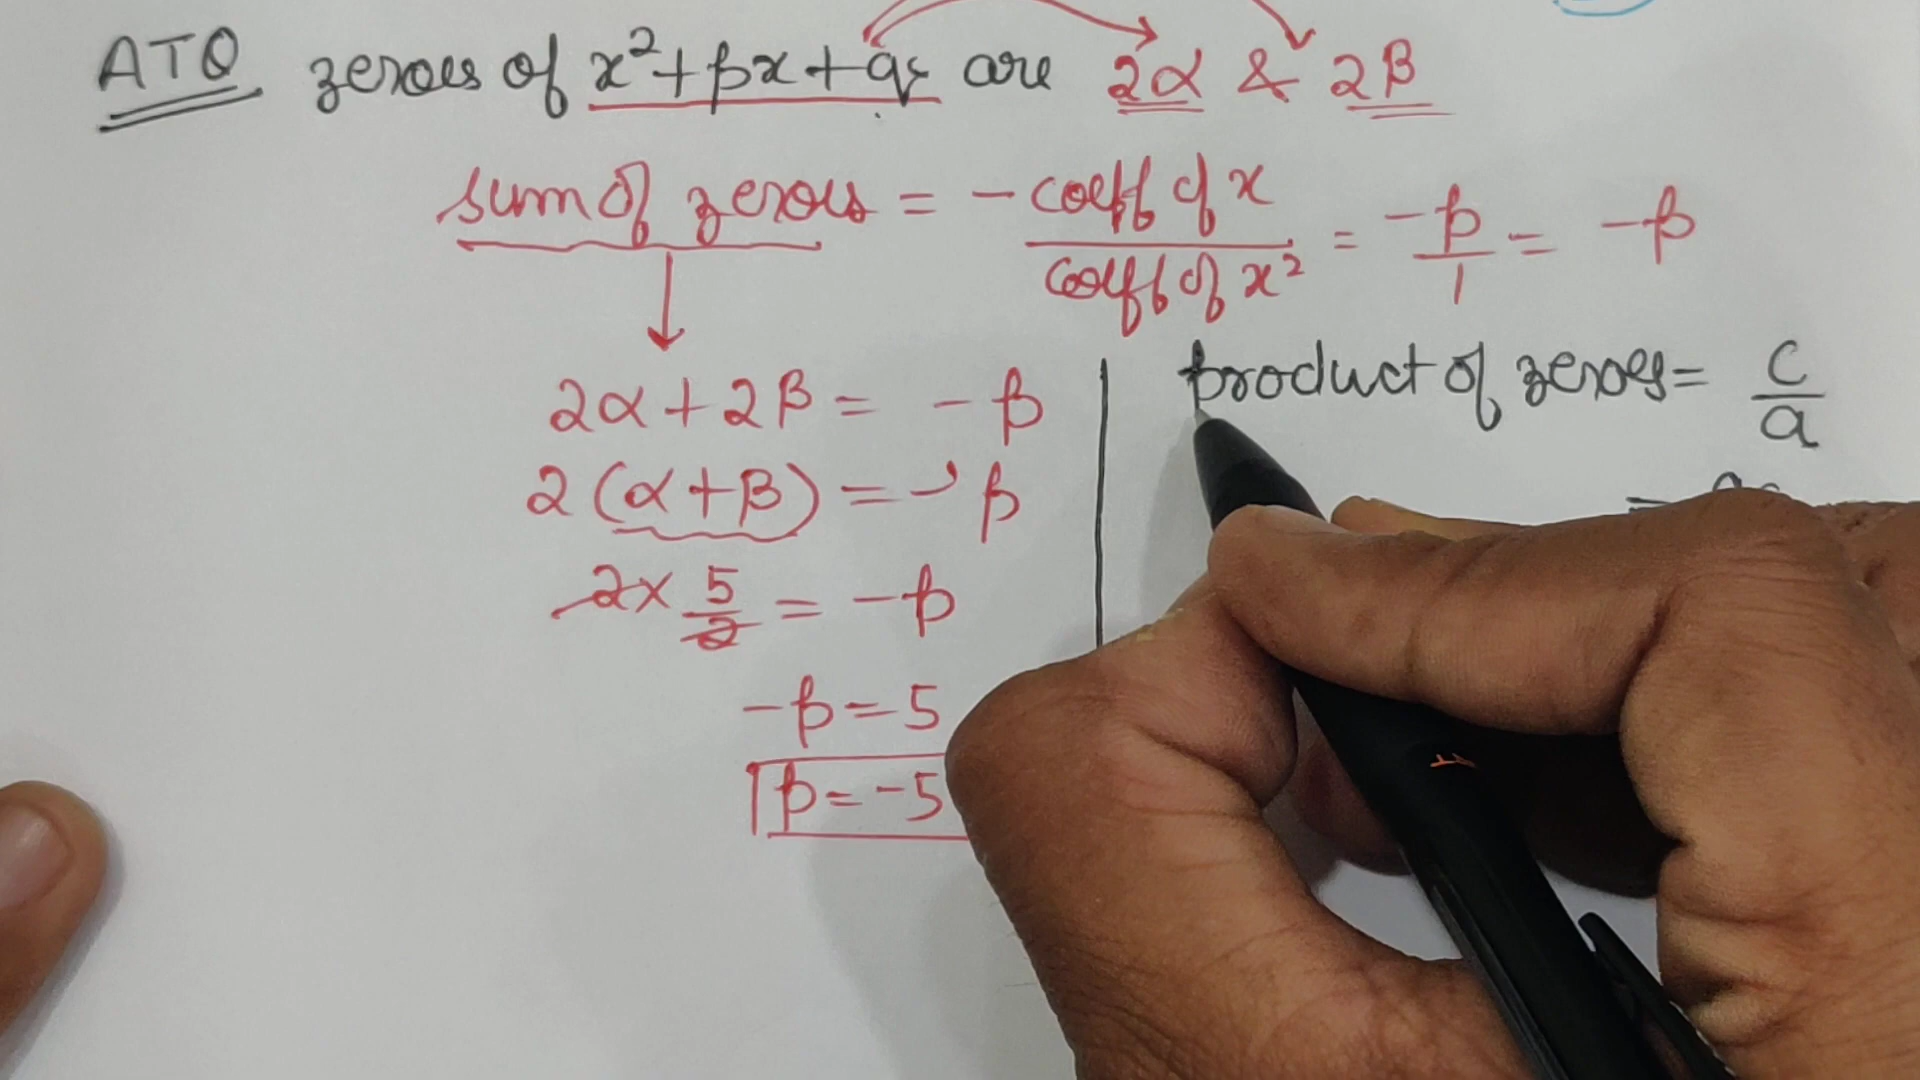 ATQ zeroes of x²+px+q are 2α & 2β
sum of zeroes = -coeff of x / coeff of x² = -p/1 = -p
2α+2β = -p
2(α+β) = -p
2× 5/2 = -p
-p=5
p=-5
product of zeroes= c/a